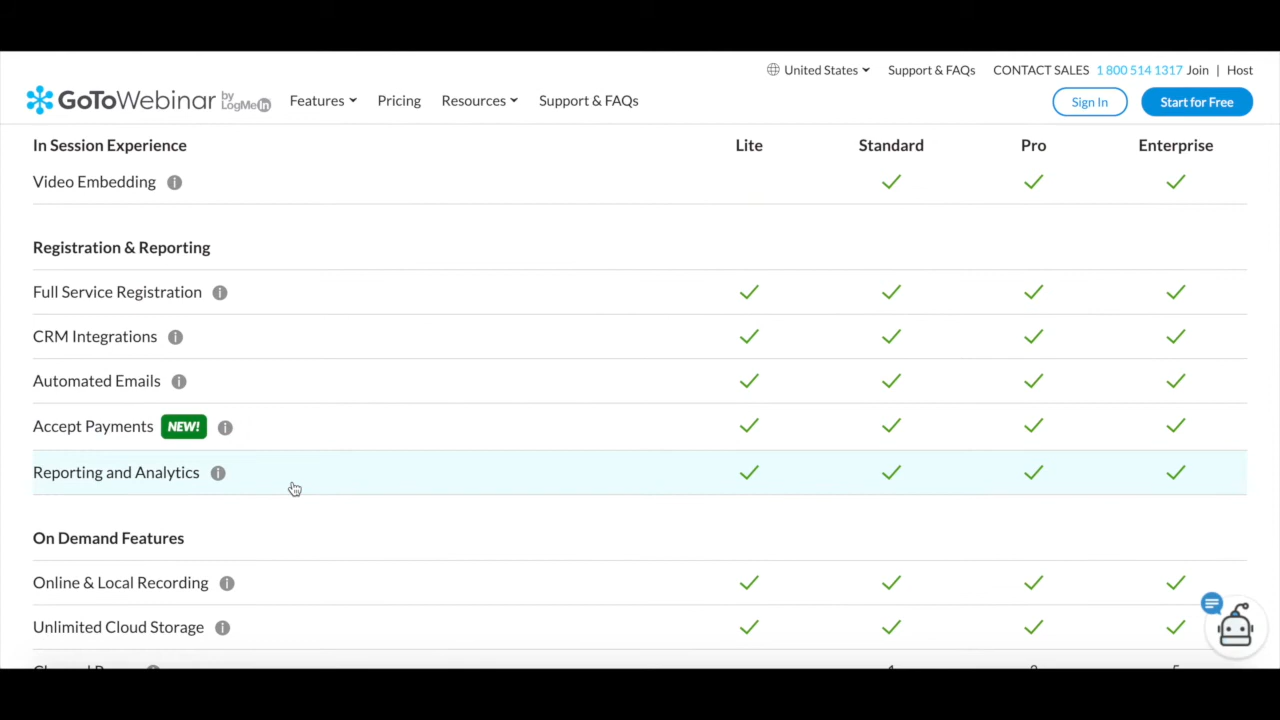 United States Support & FAQs CONTACT SALES 1 800 514 1317 Join | Host
GoToWebinar by LogMeIn Features Pricing Resources Support & FAQs Sign In Start for Free
In Session Experience Lite Standard Pro Enterprise
Video Embedding
Registration & Reporting
Full Service Registration
CRM Integrations
Automated Emails
Accept Payments NEW!
Reporting and Analytics
On Demand Features
Online & Local Recording
Unlimited Cloud Storage